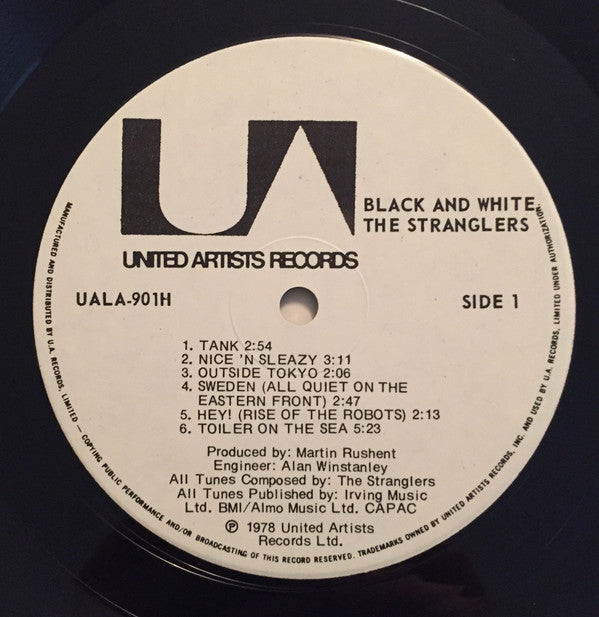 UA
BLACK AND WHITE
THE STRANGLERS
UNITED ARTISTS RECORDS
UALA-901H
SIDE 1
1. TANK 2:54
2. NICE 'N SLEAZY 3:11
3. OUTSIDE TOKYO 2:06
4. SWEDEN (ALL QUIET ON THE
EASTERN FRONT) 2:47
5. HEY! (RISE OF THE ROBOTS) 2:13
6. TOILER ON THE SEA 5:23
Produced by: Martin Rushent
Engineer: Alan Winstanley
All Tunes Composed by: The Stranglers
All Tunes Published by: Irving Music
Ltd. BMI/Almo Music Ltd. CAPAC
Ⓟ 1978 United Artists
Records Ltd.
MANUFACTURED AND DISTRIBUTED BY U.A. RECORDS, LIMITED — COPYING PUBLIC PERFORMANCE AND/OR BROADCASTING OF THIS RECORD RESERVED. TRADEMARKS OWNED BY UNITED ARTISTS RECORDS, INC. AND USED BY U.A. RECORDS, LIMITED UNDER AUTHORIZATION.